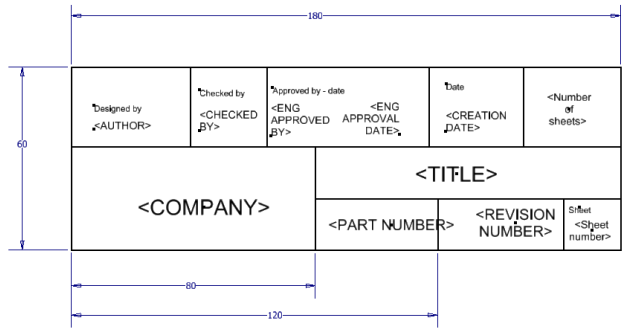 180
Designed by
<AUTHOR>
Checked by
<CHECKED
BY>
Approved by - date
<ENG
APPROVED
BY>
<ENG
APPROVAL
DATE>
Date
<CREATION
DATE>
<Number
of
sheets>
60
<COMPANY>
<TITLE>
<PART NUMBER>
<REVISION
NUMBER>
Sheet
<Sheet
number>
80
120